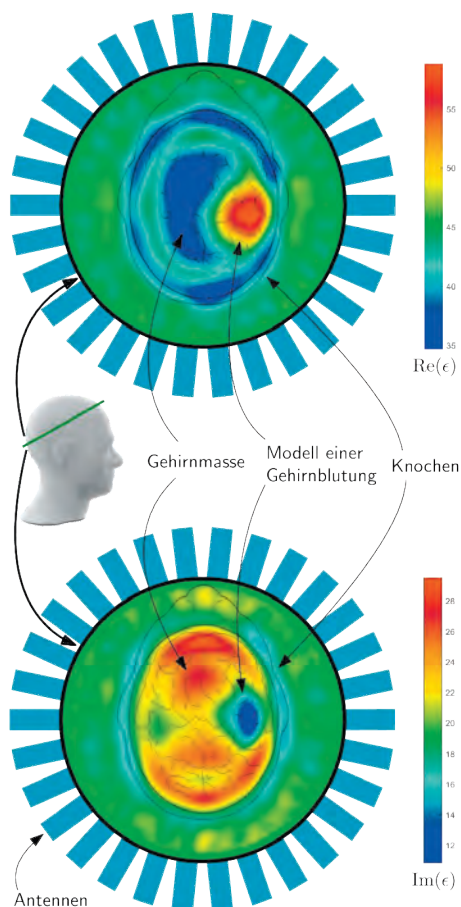 55
50
45
40
35
Re(ϵ)
Gehirnmasse
Modell einer
Gehirnblutung
Knochen
28
26
24
22
20
18
16
14
12
Im(ϵ)
Antennen